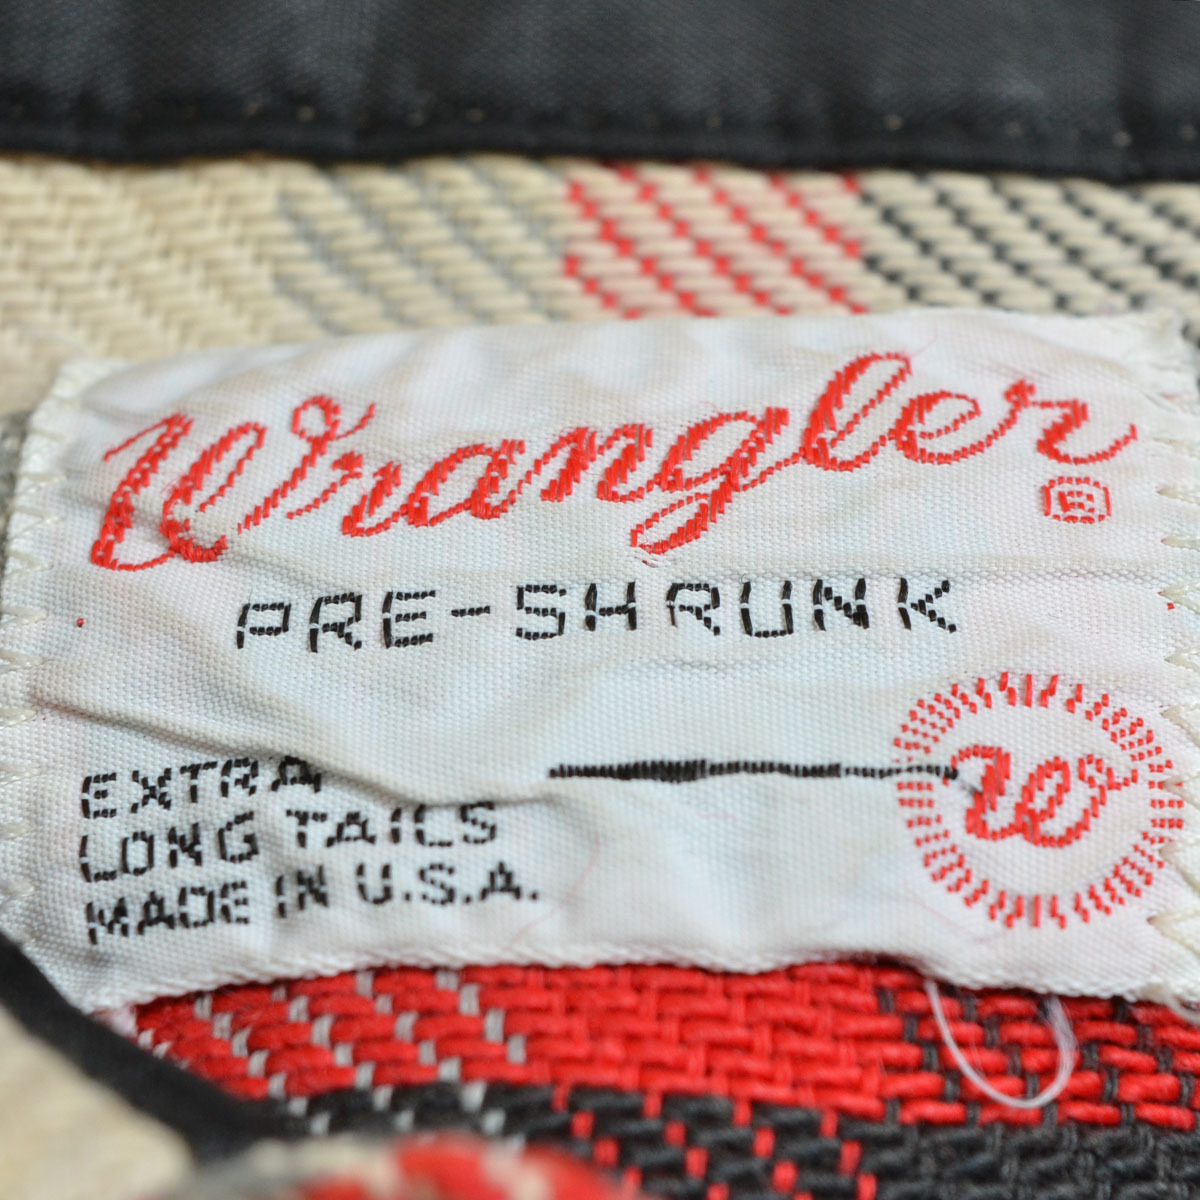 Wrangler
®
PRE-SHRUNK
EXTRA
LONG TAILS
MADE IN U.S.A.
W